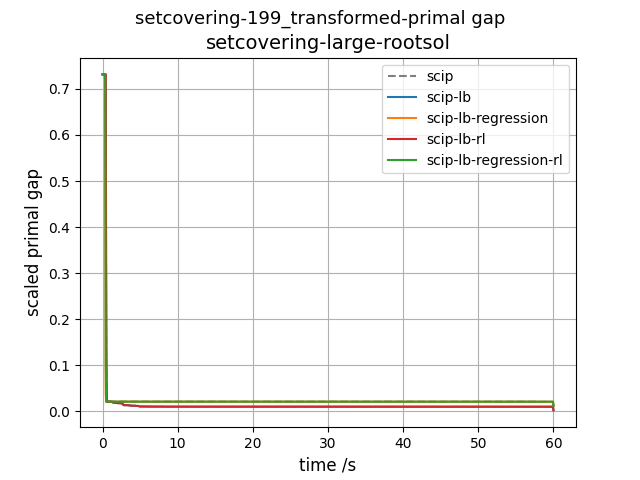 setcovering-199_transformed-primal gap
setcovering-large-rootsol
scip
scip-lb
scip-lb-regression
scip-lb-rl
scip-lb-regression-rl
scaled primal gap
0.7
0.6
0.5
0.4
0.3
0.2
0.1
0.0
0 10 20 30 40 50 60
time /s